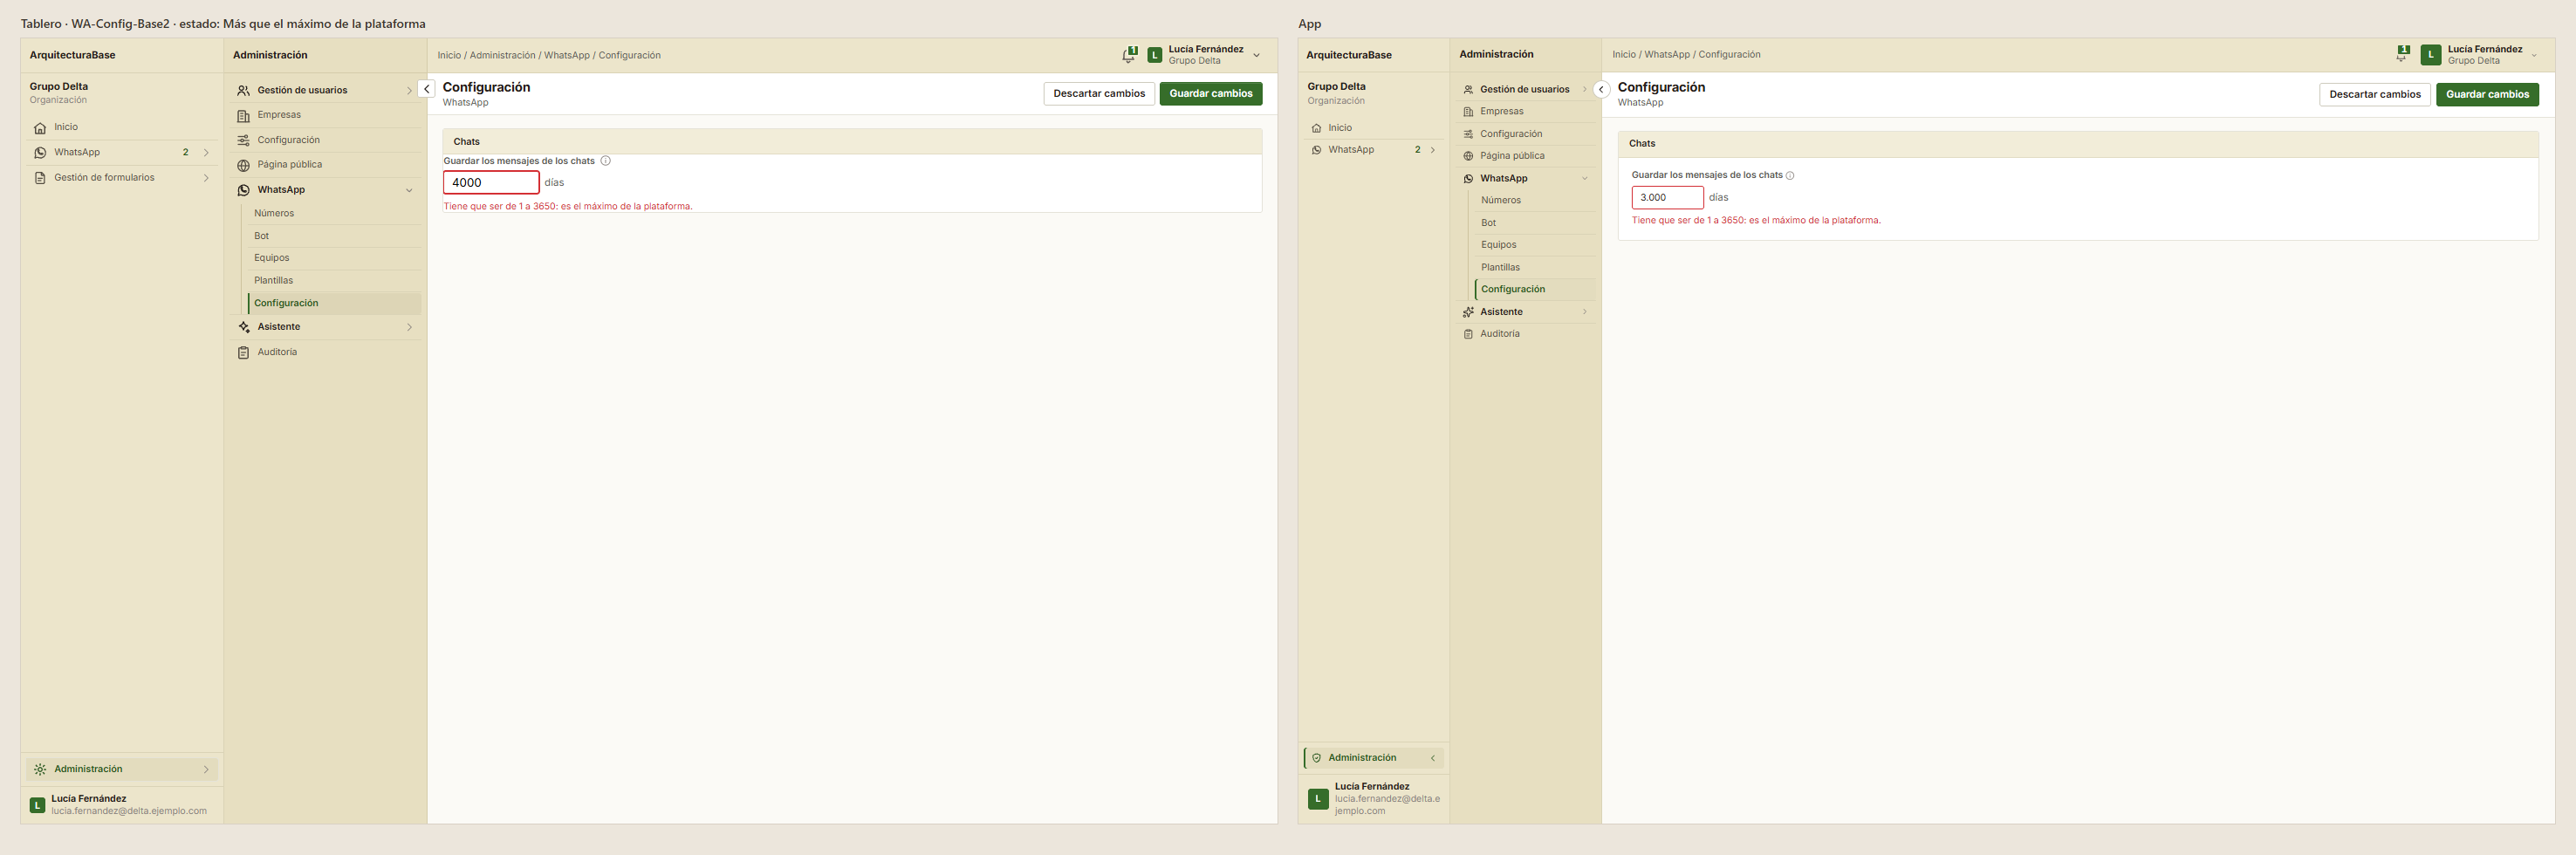 Tablero · WA-Config-Base2 · estado: Más que el máximo de la plataforma
ArquitecturaBase
Grupo Delta
Organización
Inicio
WhatsApp 2
Gestión de formularios
Administración
Lucía Fernández
lucia.fernandez@delta.ejemplo.com
Administración
Gestión de usuarios
Empresas
Configuración
Página pública
WhatsApp
Números
Bot
Equipos
Plantillas
Configuración
Asistente
Auditoría
Inicio / Administración / WhatsApp / Configuración
1
L
Lucía Fernández
Grupo Delta
Configuración
WhatsApp
Descartar cambios
Guardar cambios
Chats
Guardar los mensajes de los chats
4000 días
Tiene que ser de 1 a 3650: es el máximo de la plataforma.
L
App
ArquitecturaBase
Grupo Delta
Organización
Inicio
WhatsApp 2
Administración
L
Lucía Fernández
lucia.fernandez@delta.e
jemplo.com
Administración
Gestión de usuarios
Empresas
Configuración
Página pública
WhatsApp
Números
Bot
Equipos
Plantillas
Configuración
Asistente
Auditoría
Inicio / WhatsApp / Configuración
1
L
Lucía Fernández
Grupo Delta
Configuración
WhatsApp
Descartar cambios
Guardar cambios
Chats
Guardar los mensajes de los chats
3.000 días
Tiene que ser de 1 a 3650: es el máximo de la plataforma.